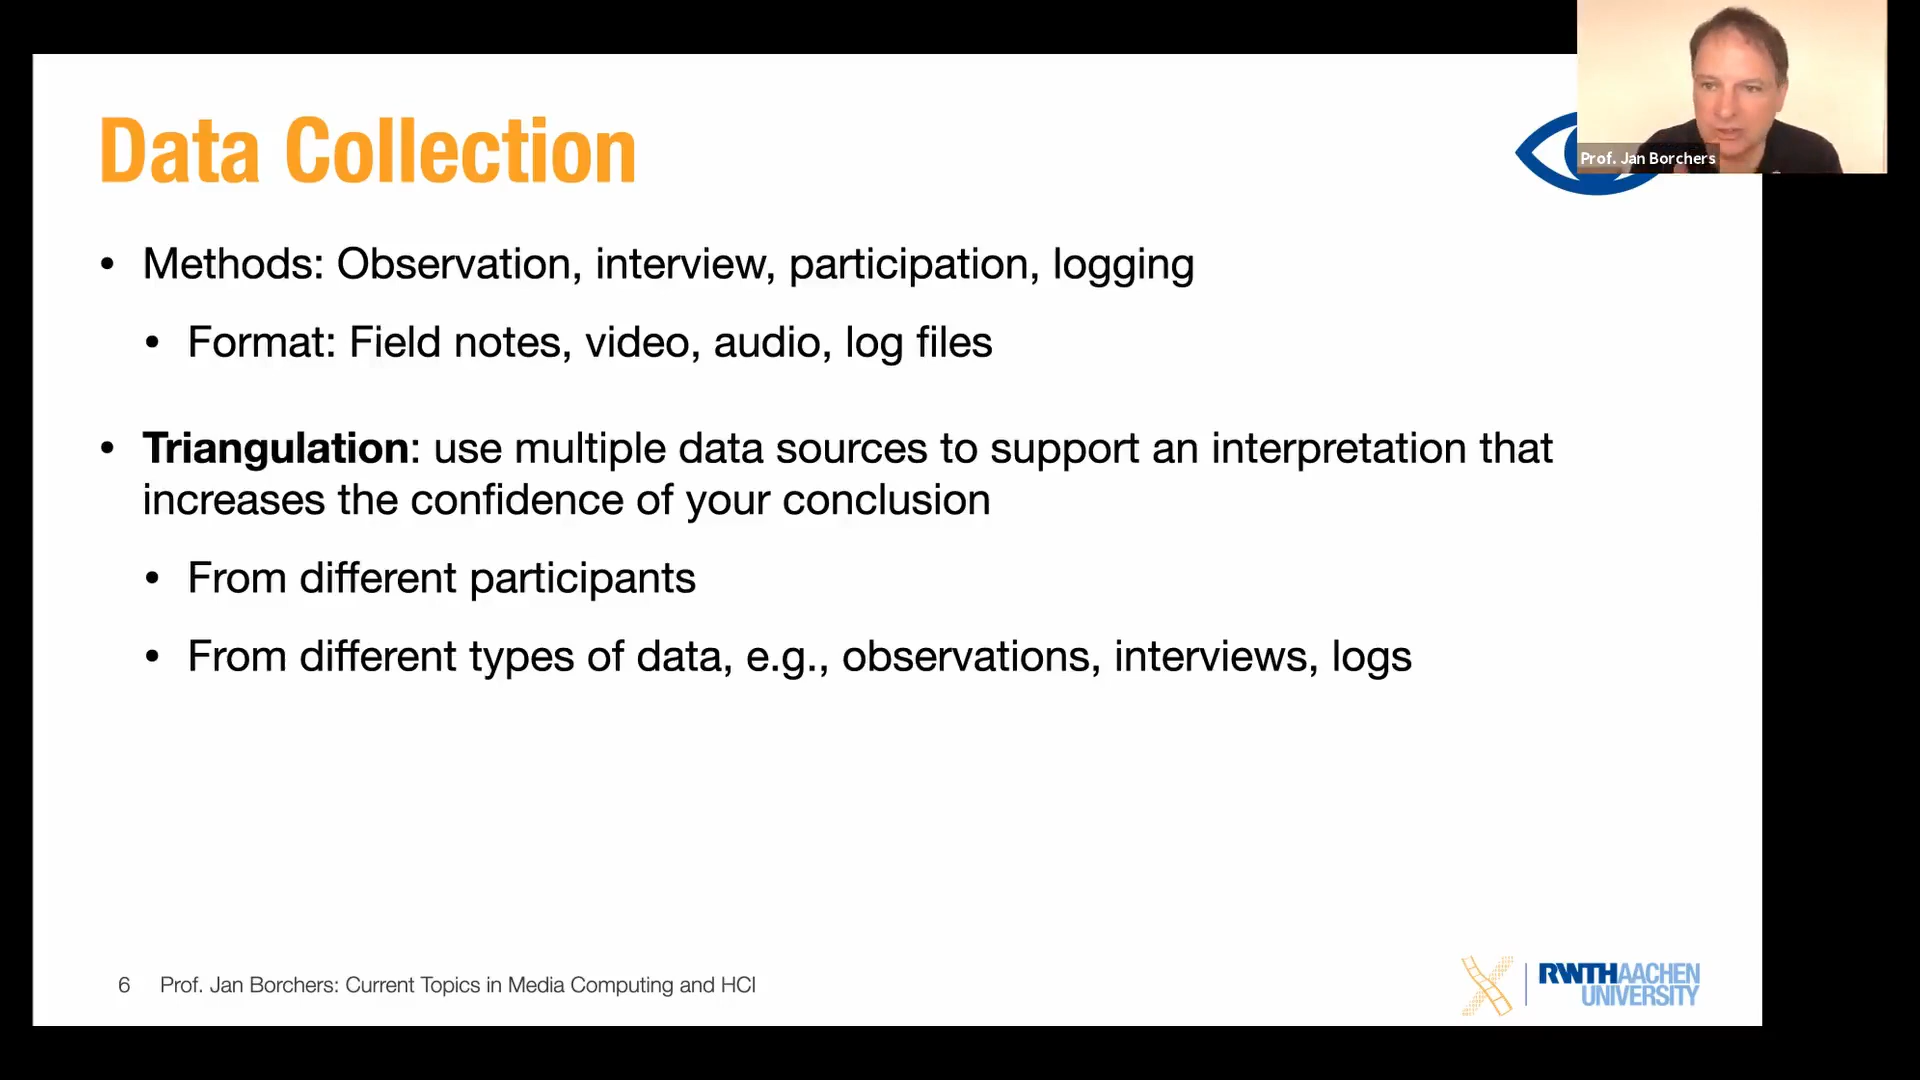 Data Collection
Prof. Jan Borchers
• Methods: Observation, interview, participation, logging
• Format: Field notes, video, audio, log files
• Triangulation: use multiple data sources to support an interpretation that
increases the confidence of your conclusion
• From different participants
• From different types of data, e.g., observations, interviews, logs
6 Prof. Jan Borchers: Current Topics in Media Computing and HCI
RWTHAACHEN
UNIVERSITY